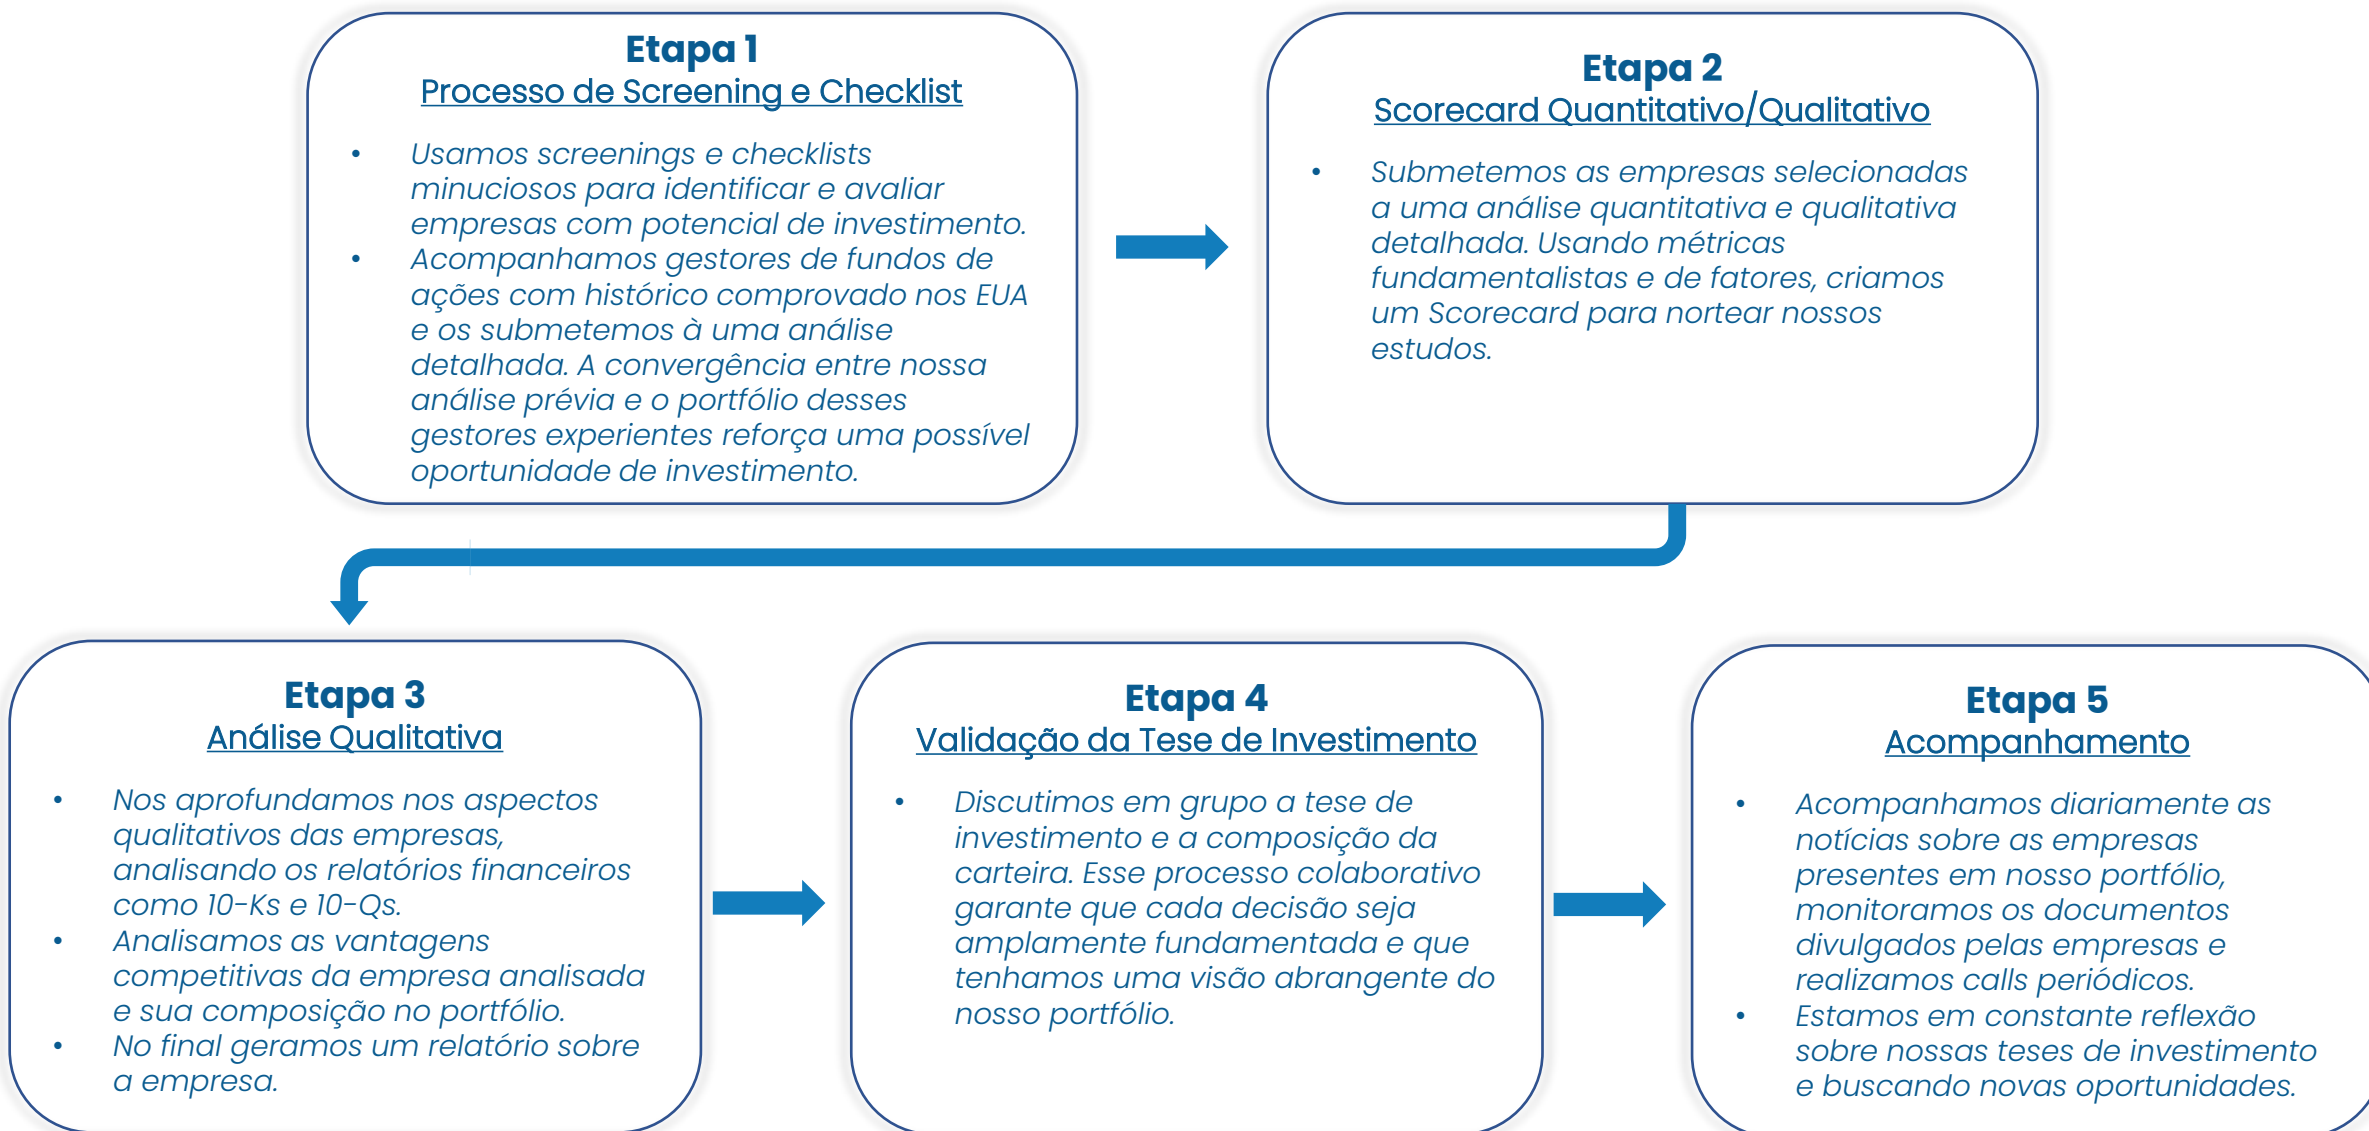 Etapa 1
Processo de Screening e Checklist
• Usamos screenings e checklists
minuciosos para identificar e avaliar
empresas com potencial de investimento.
• Acompanhamos gestores de fundos de
ações com histórico comprovado nos EUA
e os submetemos à uma análise
detalhada. A convergência entre nossa
análise prévia e o portfólio desses
gestores experientes reforça uma possível
oportunidade de investimento.
Etapa 2
Scorecard Quantitativo/Qualitativo
• Submetemos as empresas selecionadas
a uma análise quantitativa e qualitativa
detalhada. Usando métricas
fundamentalistas e de fatores, criamos
um Scorecard para nortear nossos
estudos.
Etapa 3
Análise Qualitativa
• Nos aprofundamos nos aspectos
qualitativos das empresas,
analisando os relatórios financeiros
como 10-Ks e 10-Qs.
• Analisamos as vantagens
competitivas da empresa analisada
e sua composição no portfólio.
• No final geramos um relatório sobre
a empresa.
Etapa 4
Validação da Tese de Investimento
• Discutimos em grupo a tese de
investimento e a composição da
carteira. Esse processo colaborativo
garante que cada decisão seja
amplamente fundamentada e que
tenhamos uma visão abrangente do
nosso portfólio.
Etapa 5
Acompanhamento
• Acompanhamos diariamente as
notícias sobre as empresas
presentes em nosso portfólio,
monitoramos os documentos
divulgados pelas empresas e
realizamos calls periódicos.
• Estamos em constante reflexão
sobre nossas teses de investimento
e buscando novas oportunidades.